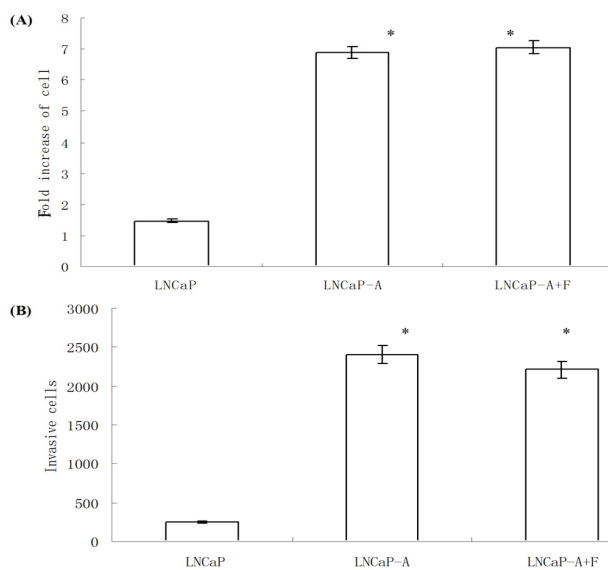 (A)
Fold increase of cell
8
7
6
5
4
3
2
1
0
*
*
LNCaP
LNCaP-A
LNCaP-A+F
(B)
Invasive cells
3000
2500
2000
1500
1000
500
0
*
*
LNCaP
LNCaP-A
LNCaP-A+F